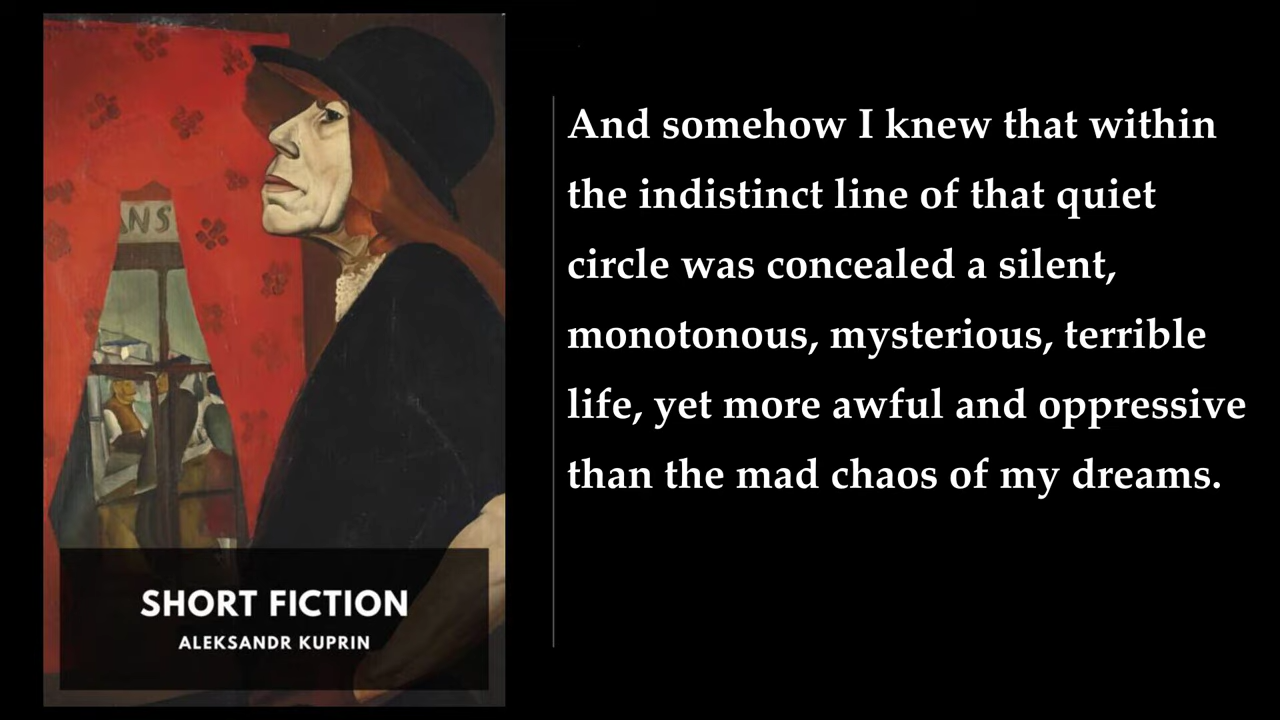 ANS
SHORT FICTION
ALEKSANDR KUPRIN
And somehow I knew that within
the indistinct line of that quiet
circle was concealed a silent,
monotonous, mysterious, terrible
life, yet more awful and oppressive
than the mad chaos of my dreams.